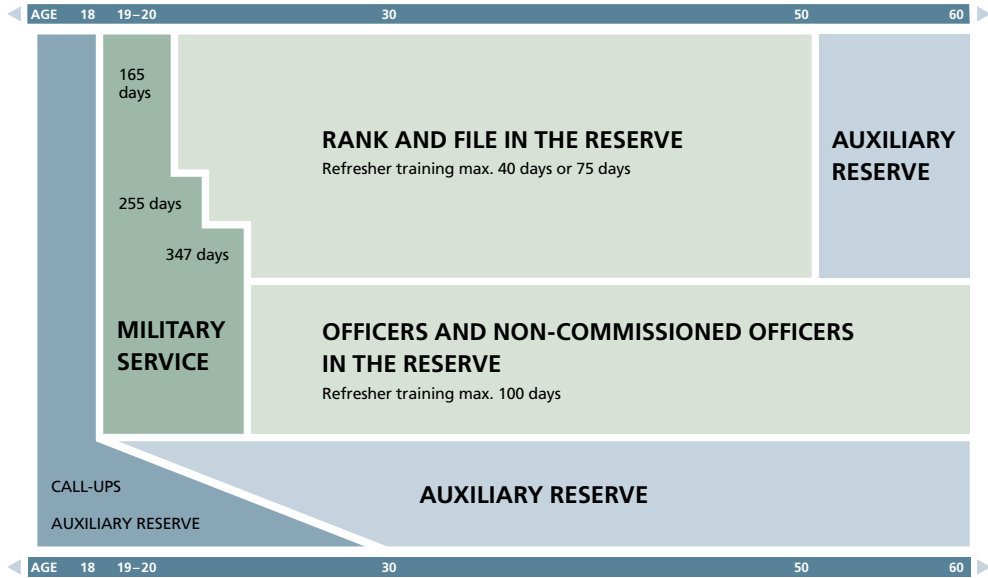 AGE 18 19–20 30 50 60
165
days
255 days
347 days
MILITARY
SERVICE
RANK AND FILE IN THE RESERVE
Refresher training max. 40 days or 75 days
AUXILIARY
RESERVE
OFFICERS AND NON-COMMISSIONED OFFICERS
IN THE RESERVE
Refresher training max. 100 days
CALL-UPS
AUXILIARY RESERVE
AUXILIARY RESERVE
AGE 18 19–20 30 50 60